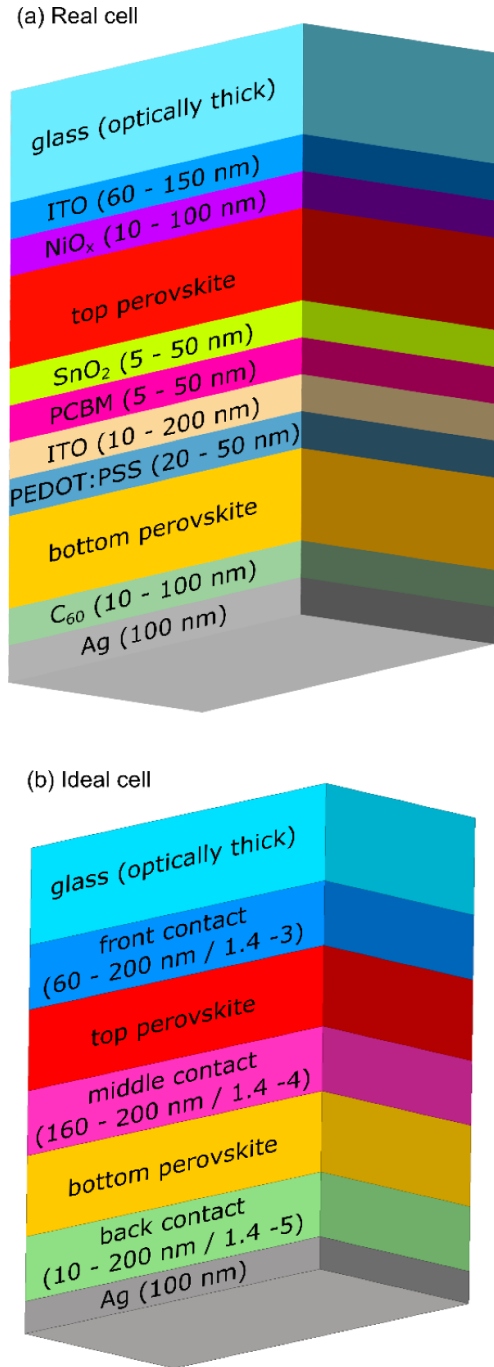 (a) Real cell
glass (optically thick)
ITO (60 - 150 nm)
NiOₓ (10 - 100 nm)
top perovskite
SnO₂ (5 - 50 nm)
PCBM (5 - 50 nm)
ITO (10 - 200 nm)
PEDOT:PSS (20 - 50 nm)
bottom perovskite
C₆₀ (10 - 100 nm)
Ag (100 nm)
(b) Ideal cell
glass (optically thick)
front contact
(60 - 200 nm / 1.4 -3)
top perovskite
middle contact
(160 - 200 nm / 1.4 -4)
bottom perovskite
back contact
(10 - 200 nm / 1.4 -5)
Ag (100 nm)